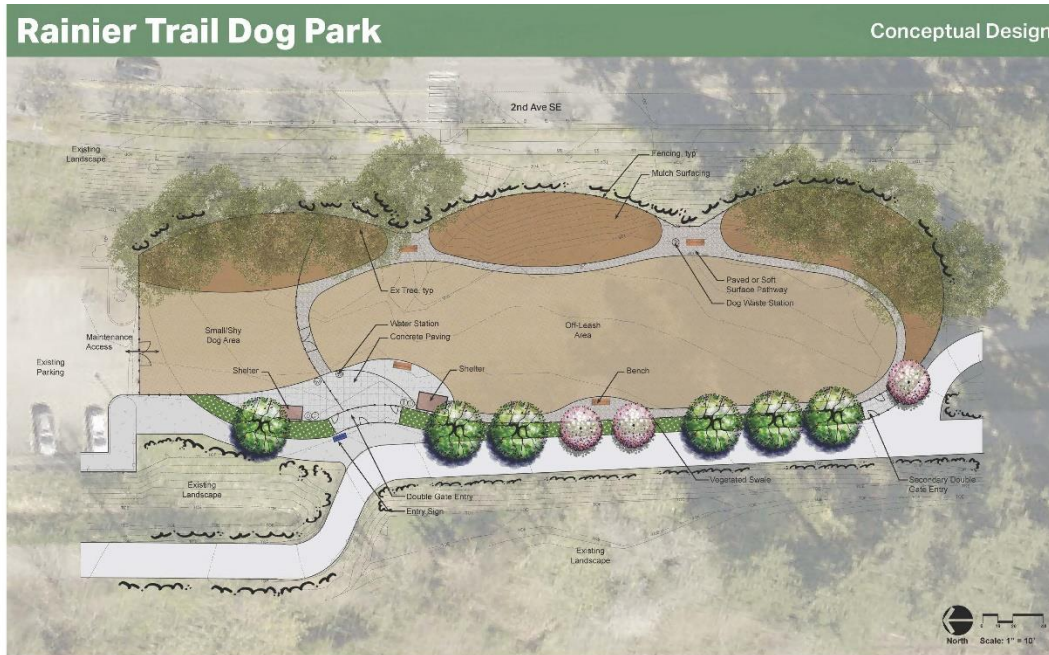 Rainier Trail Dog Park
Conceptual Design
2nd Ave SE
Existing
Landscape
Fencing, typ
Mulch Surfacing
Ex Tree, typ
Paved or Soft
Surface Pathway
Dog Waste Station
Water Station
Concrete Paving
Small/Shy
Dog Area
Off-Leash
Area
Maintenance
Access
Existing
Parking
Shelter
Shelter
Bench
Existing
Landscape
Double Gate Entry
Entry Sign
Vegetated Swale
Secondary Double
Gate Entry
Existing
Landscape
North
Scale: 1" = 10'